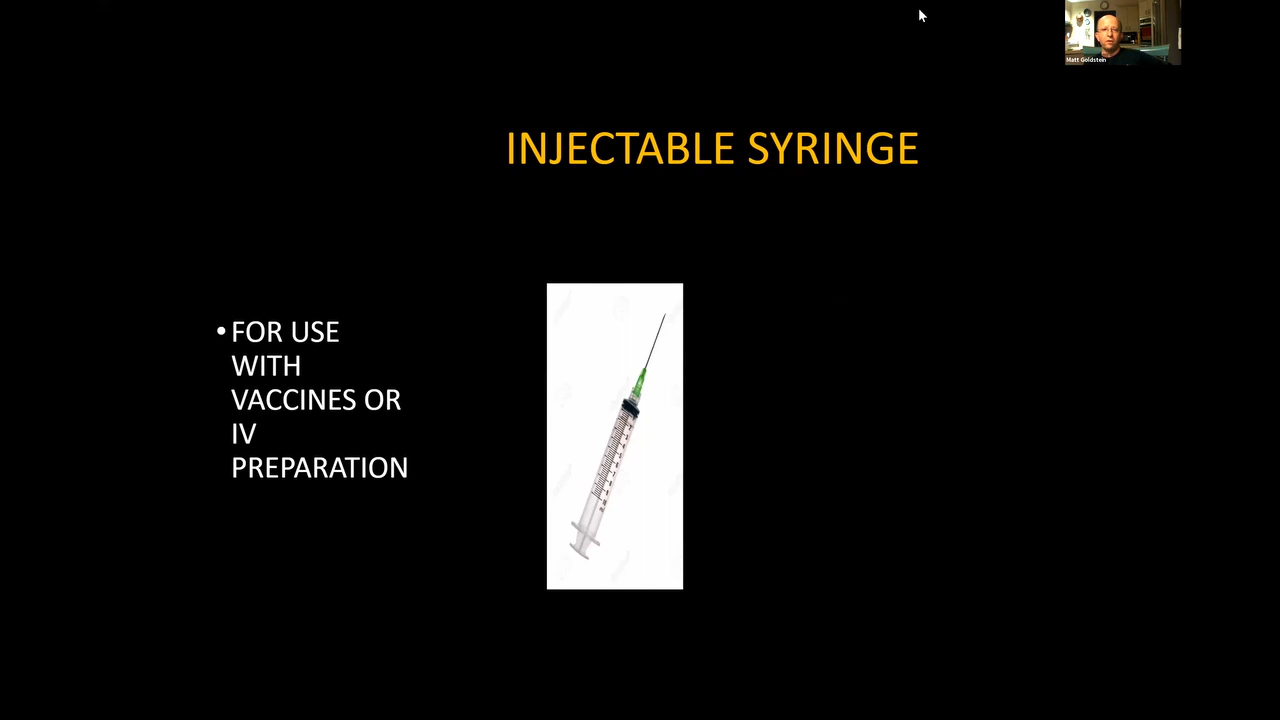 Matt Goldstein
INJECTABLE SYRINGE
• FOR USE
WITH
VACCINES OR
IV
PREPARATION